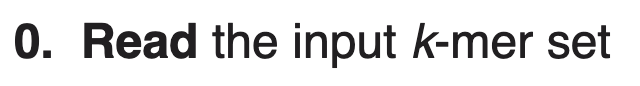 0. Read the input k-mer set